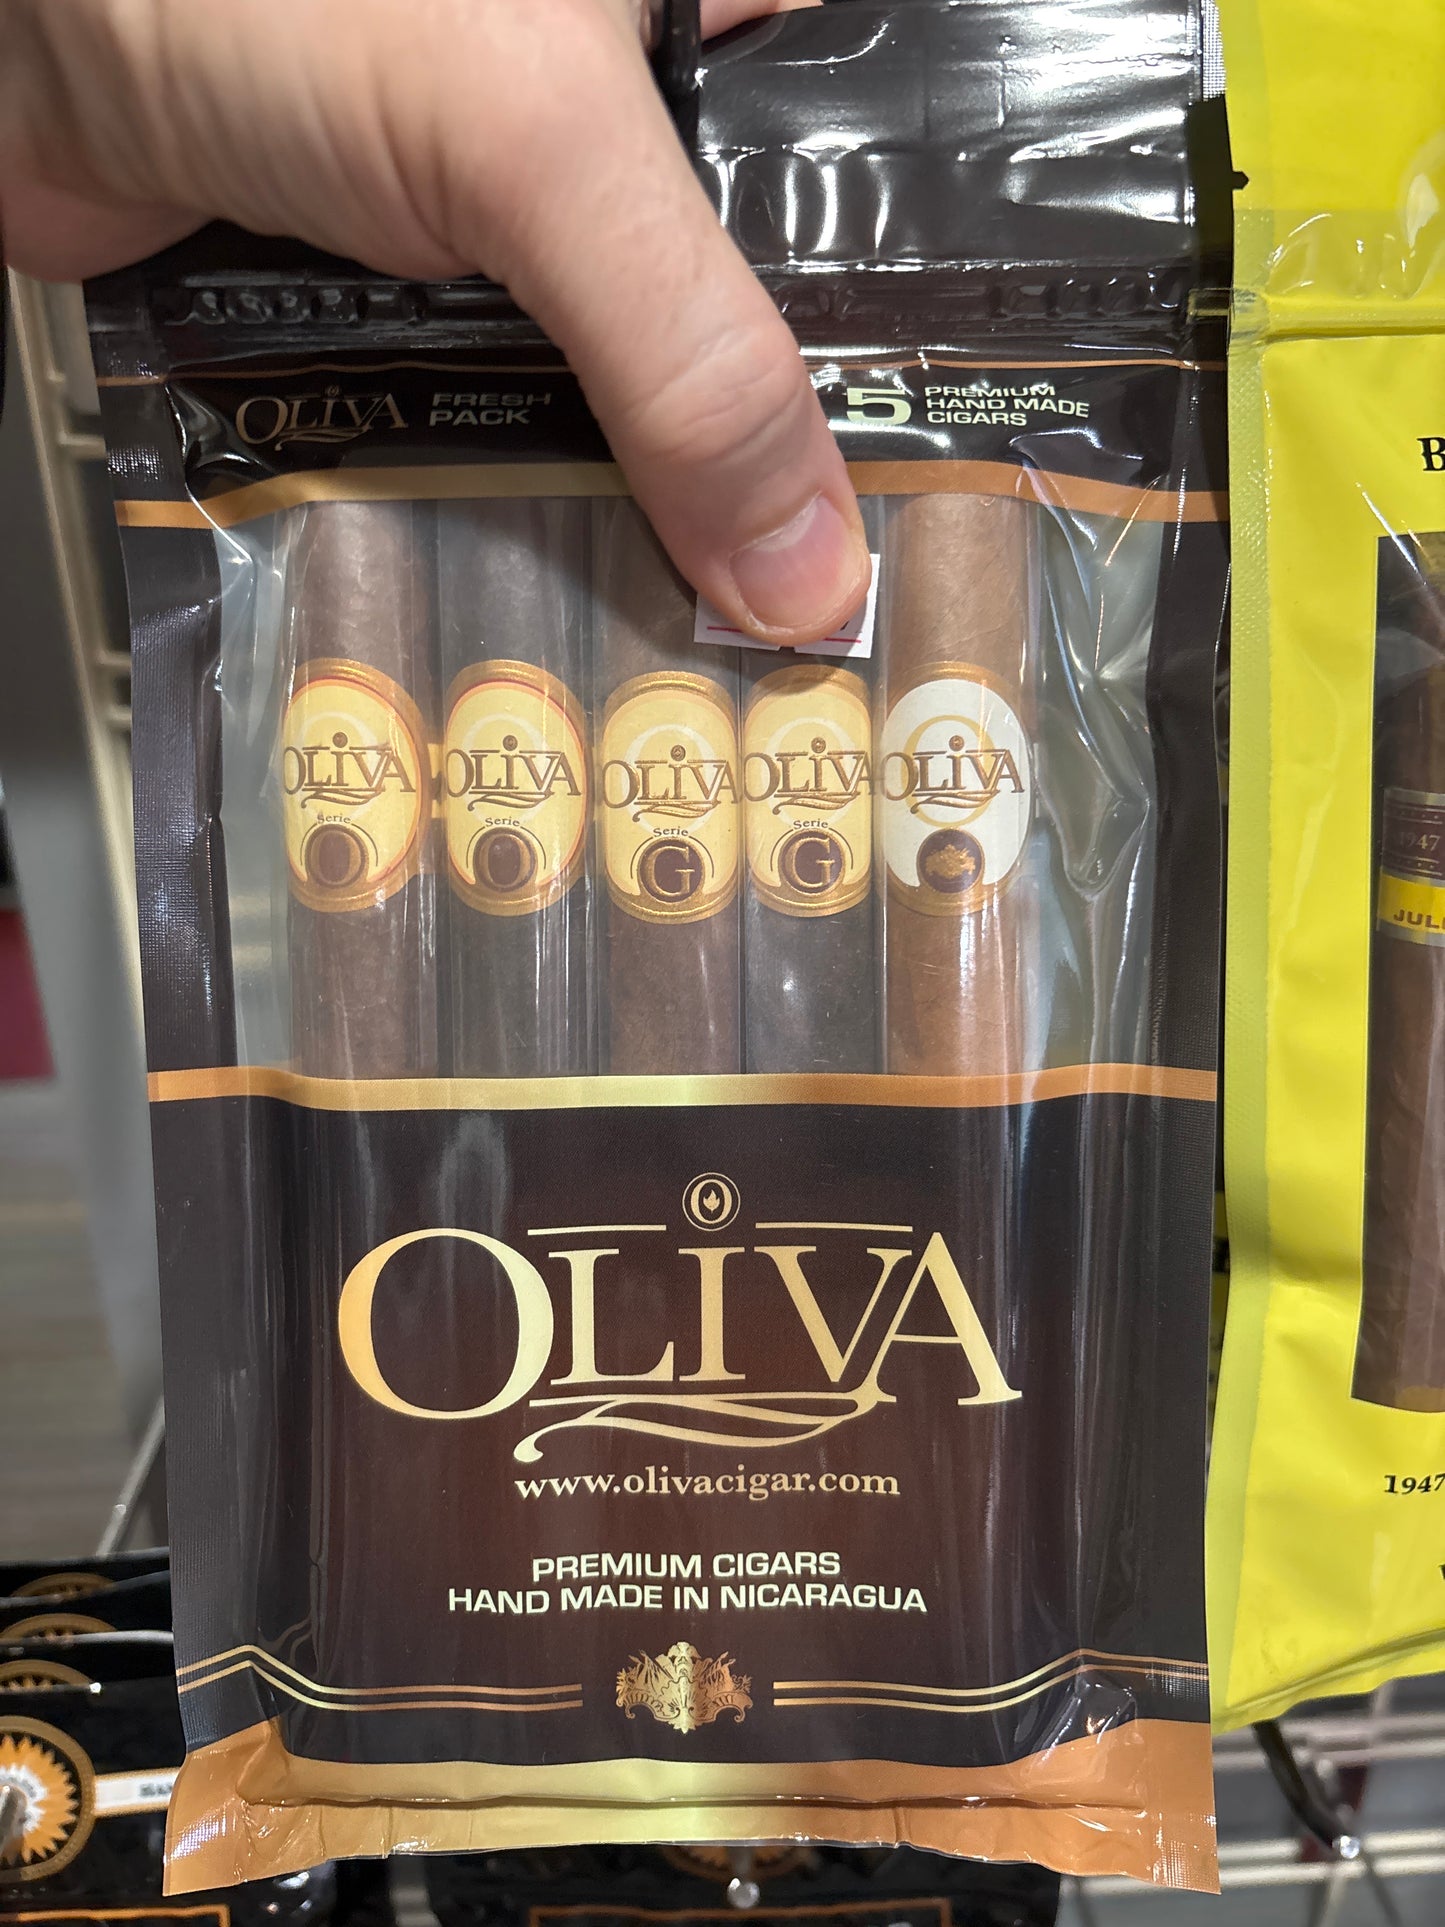 OLIVA FRESH PACK
5 PREMIUM HAND MADE CIGARS
OLIVA
Serie
O
OLIVA
Serie
O
OLIVA
Serie
G
OLIVA
Serie
G
OLIVA
O
OLIVA
www.olivacigar.com
PREMIUM CIGARS
HAND MADE IN NICARAGUA
B
1947
JUL
1947